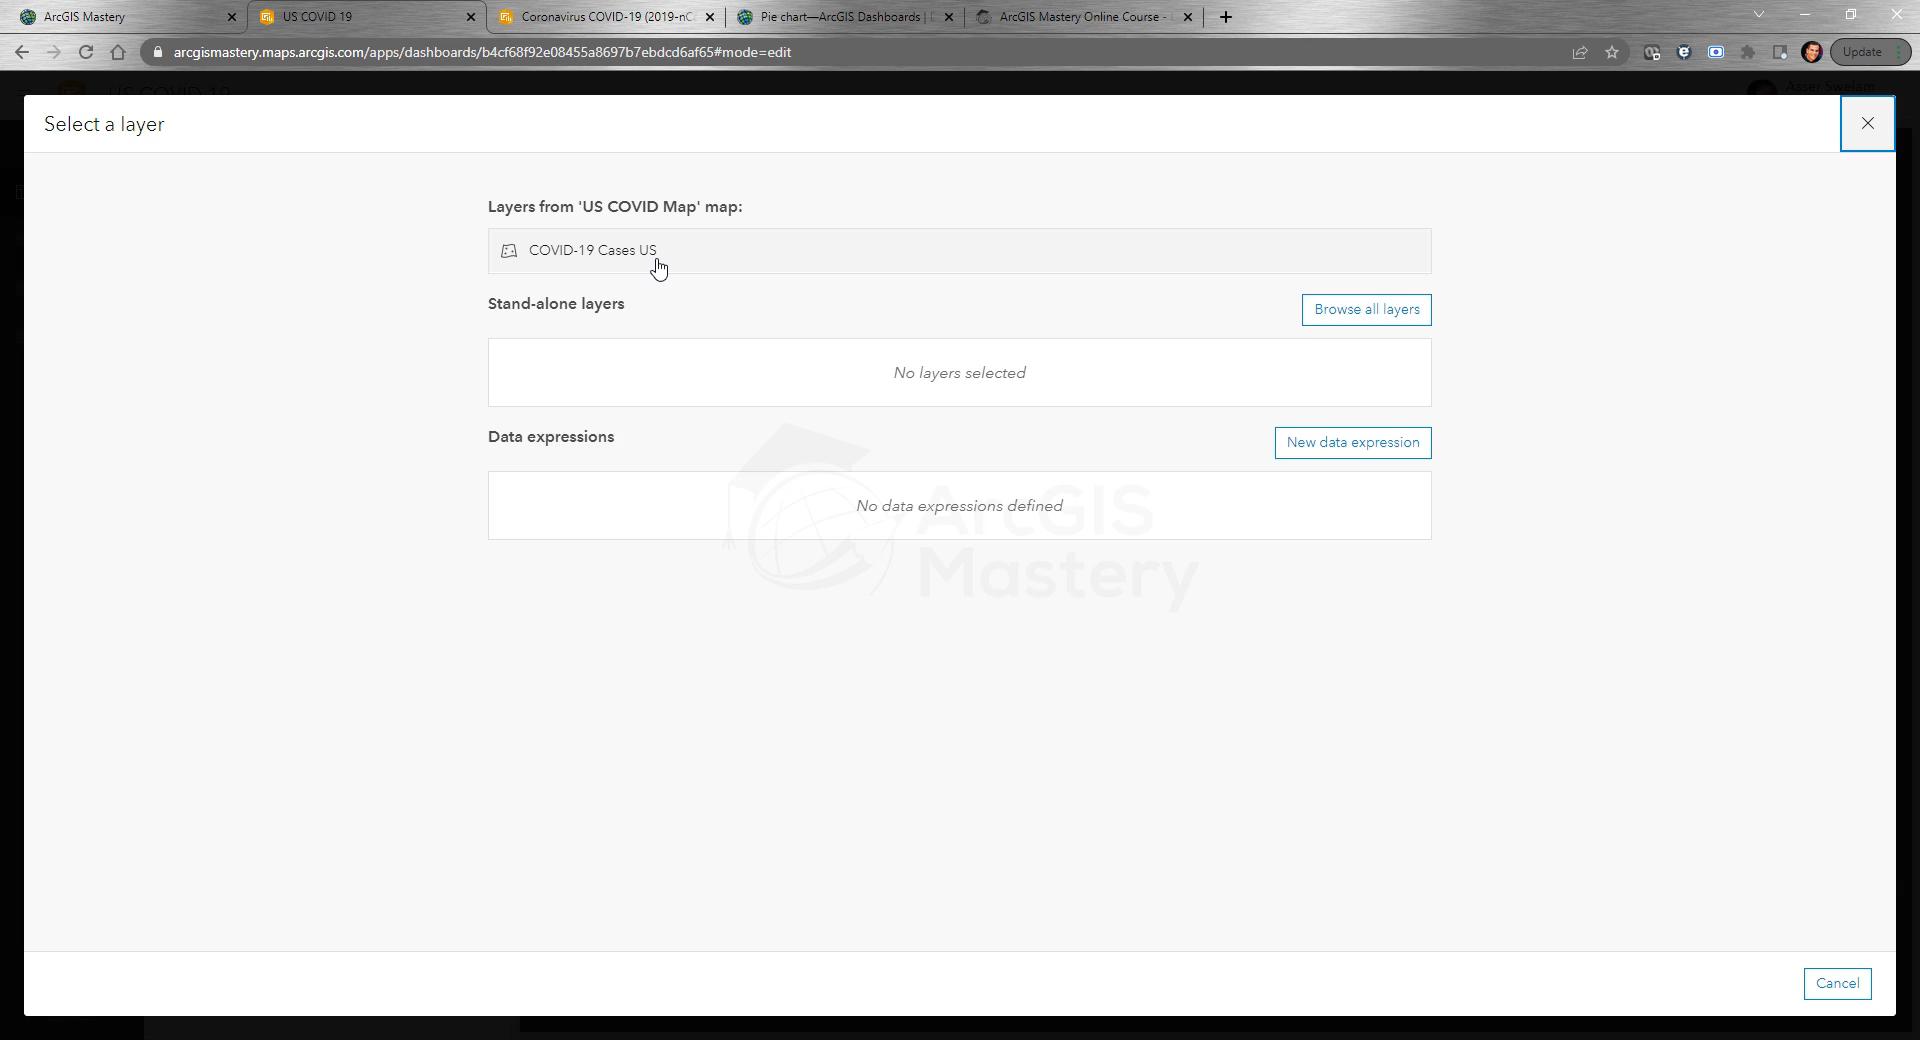 ArcGIS Mastery
US COVID 19
Coronavirus COVID-19 (2019-nC
Pie chart—ArcGIS Dashboards |
ArcGIS Mastery Online Course -
arcgismastery.maps.arcgis.com/apps/dashboards/b4cf68f92e08455a8697b7ebdcd6af65#mode=edit
Update
US COVID 19
Select a layer
Layers from 'US COVID Map' map:
COVID-19 Cases US
Stand-alone layers
Browse all layers
No layers selected
Data expressions
New data expression
No data expressions defined
ArcGIS
Mastery
Cancel